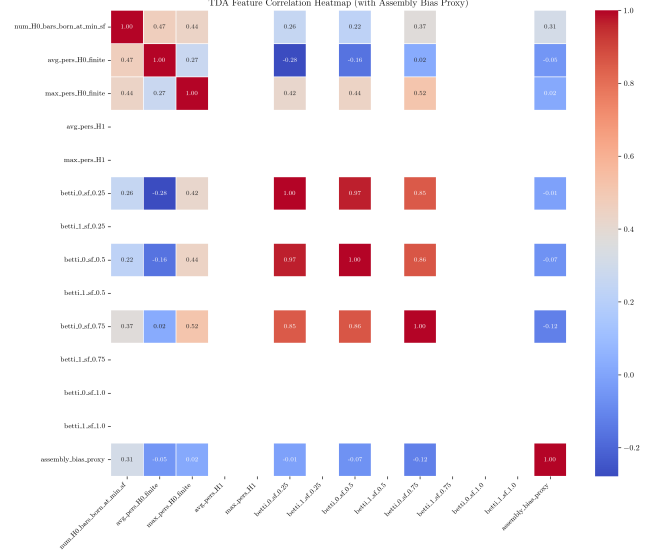 TDA Feature Correlation Heatmap (with Assembly Bias Proxy)
num_H0_bars_born_at_min_sf 1.00 0.47 0.44 0.26 0.22 0.37 0.31
avg_pers_H0_finite 0.47 1.00 0.27 -0.28 -0.16 0.02 -0.05
max_pers_H0_finite 0.44 0.27 1.00 0.42 0.44 0.52 0.02
avg_pers_H1
max_pers_H1
betti_0_sf_0.25 0.26 -0.28 0.42 1.00 0.97 0.85 -0.01
betti_1_sf_0.25
betti_0_sf_0.5 0.22 -0.16 0.44 0.97 1.00 0.86 -0.07
betti_1_sf_0.5
betti_0_sf_0.75 0.37 0.02 0.52 0.85 0.86 1.00 -0.12
betti_1_sf_0.75
betti_0_sf_1.0
betti_1_sf_1.0
assembly_bias_proxy 0.31 -0.05 0.02 -0.01 -0.07 -0.12 1.00
num_H0_bars_born_at_min_sf
avg_pers_H0_finite
max_pers_H0_finite
avg_pers_H1
max_pers_H1
betti_0_sf_0.25
betti_1_sf_0.25
betti_0_sf_0.5
betti_1_sf_0.5
betti_0_sf_0.75
betti_1_sf_0.75
betti_0_sf_1.0
betti_1_sf_1.0
assembly_bias_proxy
1.0
0.8
0.6
0.4
0.2
0.0
−0.2